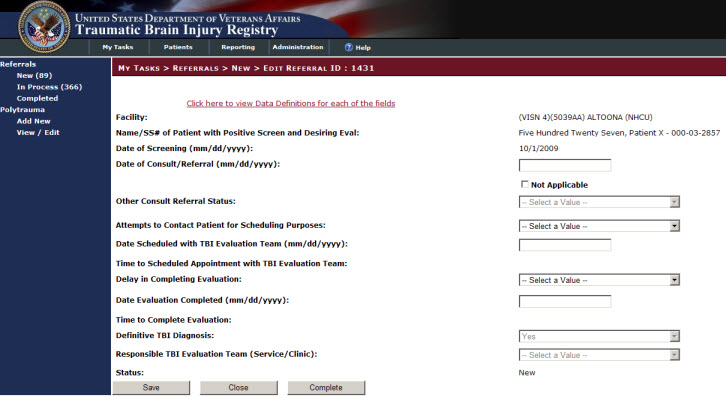 UNITED STATES DEPARTMENT OF VETERANS AFFAIRS
Traumatic Brain Injury Registry
My Tasks Patients Reporting Administration ? Help
Referrals
New (89)
In Process (366)
Completed
Polytrauma
Add New
View / Edit
MY TASKS > REFERRALS > NEW > EDIT REFERRAL ID : 1431
Click here to view Data Definitions for each of the fields
Facility: (VISN 4)(5039AA) ALTOONA (NHCU)
Name/SS# of Patient with Positive Screen and Desiring Eval: Five Hundred Twenty Seven, Patient X - 000-03-2857
Date of Screening (mm/dd/yyyy): 10/1/2009
Date of Consult/Referral (mm/dd/yyyy):
Not Applicable
Other Consult Referral Status: -- Select a Value --
Attempts to Contact Patient for Scheduling Purposes: -- Select a Value --
Date Scheduled with TBI Evaluation Team (mm/dd/yyyy):
Time to Scheduled Appointment with TBI Evaluation Team:
Delay in Completing Evaluation: -- Select a Value --
Date Evaluation Completed (mm/dd/yyyy):
Time to Complete Evaluation:
Definitive TBI Diagnosis: Yes
Responsible TBI Evaluation Team (Service/Clinic): -- Select a Value --
Status: New
Save Close Complete